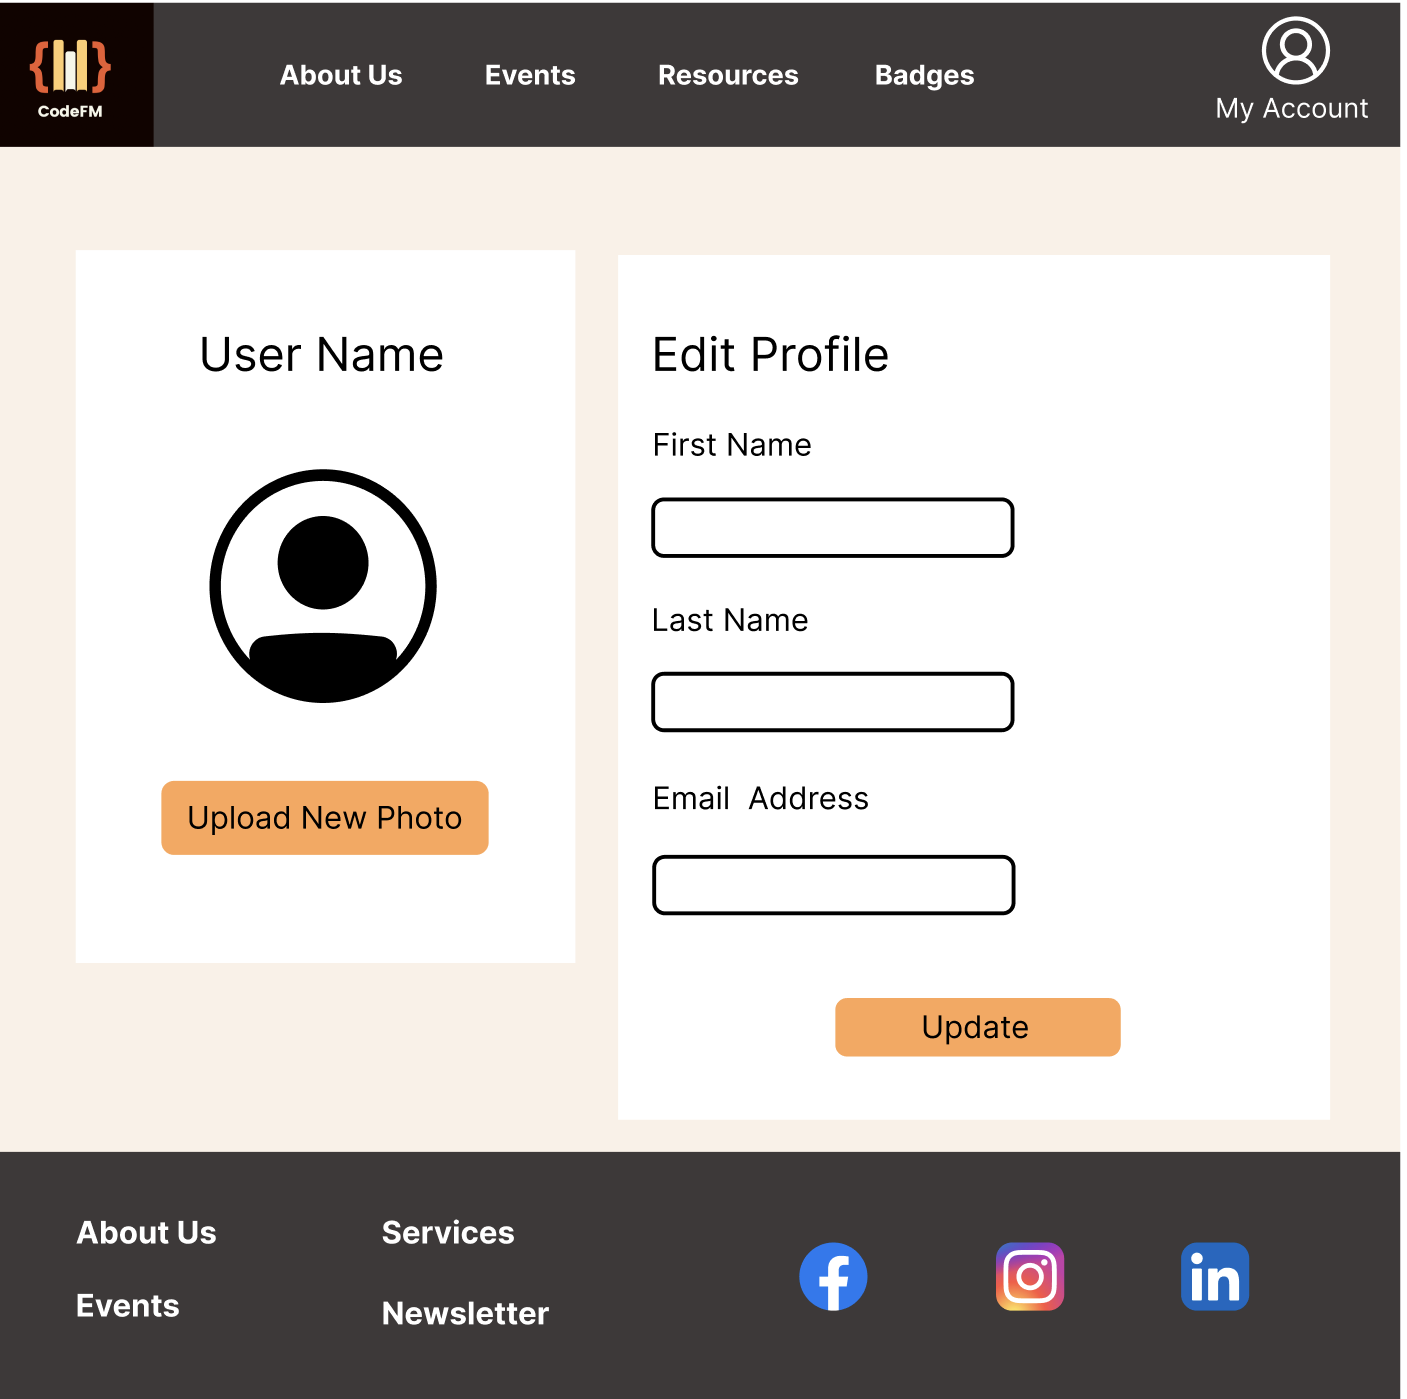 CodeFM
About Us
Events
Resources
Badges
My Account
User Name
Upload New Photo
Edit Profile
First Name
Last Name
Email  Address
Update
About Us
Events
Services
Newsletter
f
in